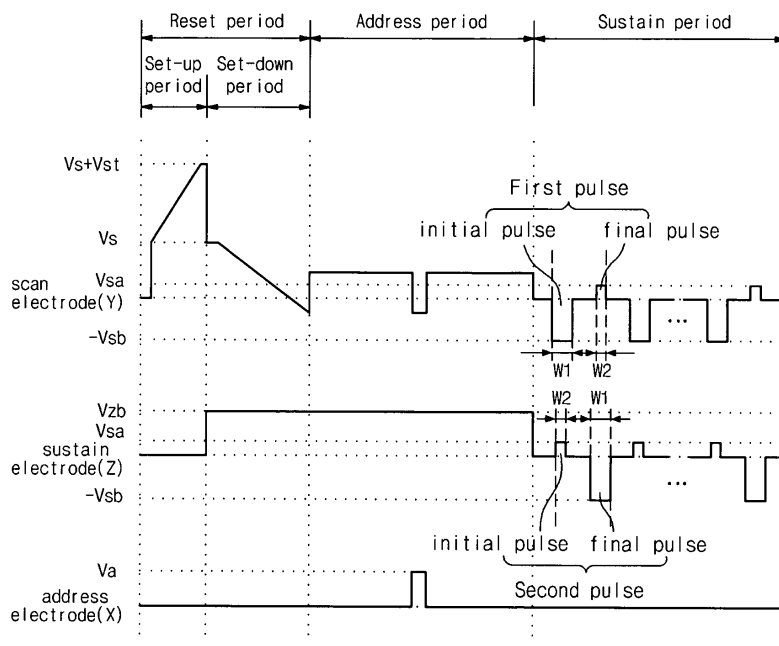 Reset period
Address period
Sustain period
Set-up period
Set-down period
Vs+Vst
First pulse
Vs
initial pulse
final pulse
Vsa
scan electrode(Y)
-Vsb
W1
W2
W2
W1
Vzb
Vsa
sustain electrode(Z)
...
...
-Vsb
initial pulse
final pulse
Va
Second pulse
address electrode(X)